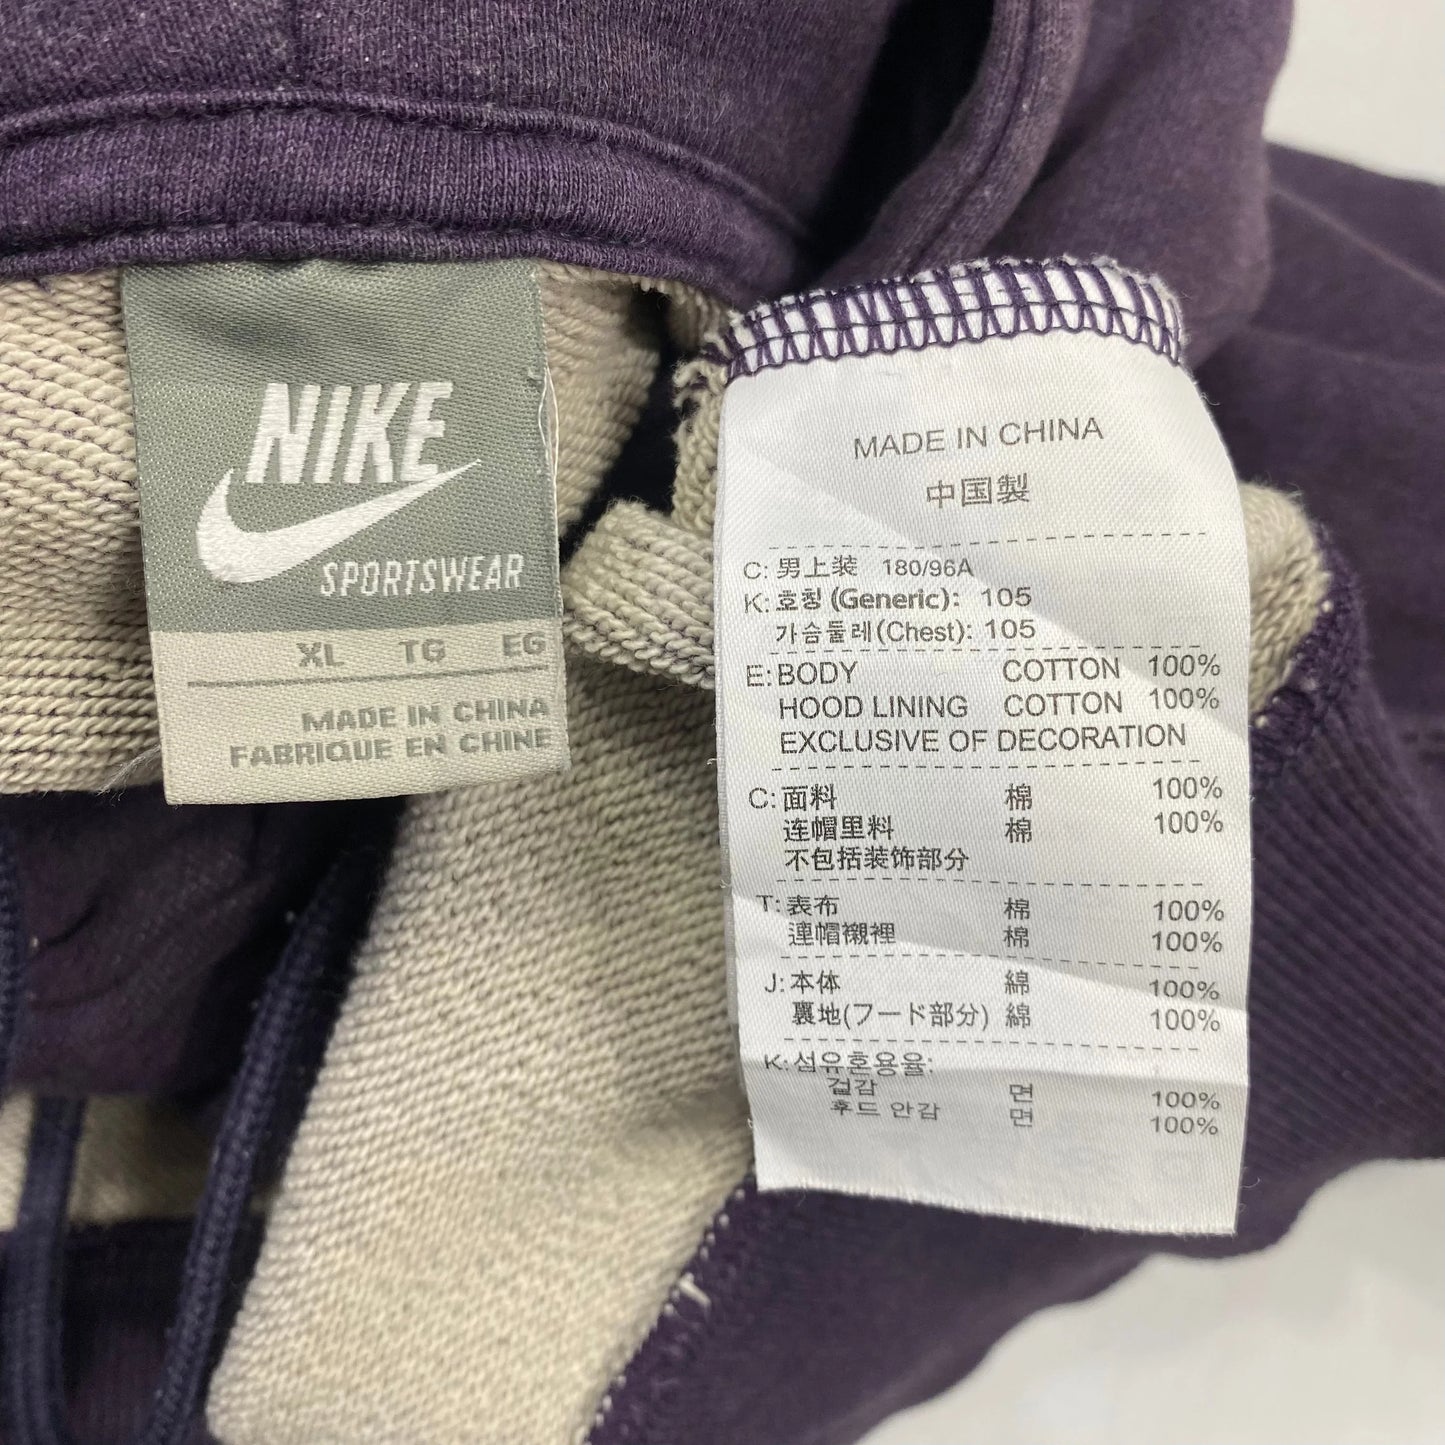 NIKE
SPORTSWEAR
XL TG EG
MADE IN CHINA
FABRIQUE EN CHINE
MADE IN CHINA
中国製
C: 男上装 180/96A
K: 호칭 (Generic): 105
가슴둘레(Chest): 105
E: BODY COTTON 100%
HOOD LINING COTTON 100%
EXCLUSIVE OF DECORATION
C: 面料 棉 100%
连帽里料 棉 100%
不包括装饰部分
T: 表布 棉 100%
連帽襯裡 棉 100%
J: 本体 綿 100%
裏地(フード部分) 綿 100%
K: 섬유혼용율:
겉감 면 100%
후드 안감 면 100%